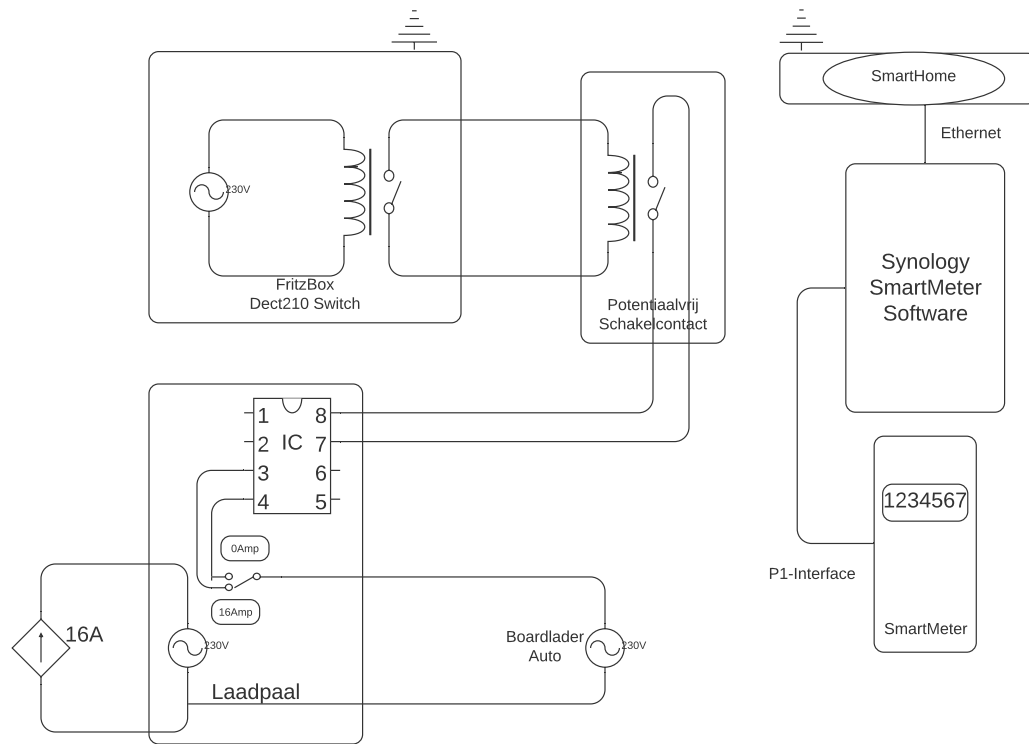 SmartHome
Ethernet
230V
FritzBox
Dect210 Switch
Potentiaalvrij
Schakelcontact
Synology
SmartMeter
Software
1 8
2 IC 7
3 6
4 5
1234567
0Amp
16Amp
P1-Interface
16A
230V
Boardlader
Auto
230V
SmartMeter
Laadpaal